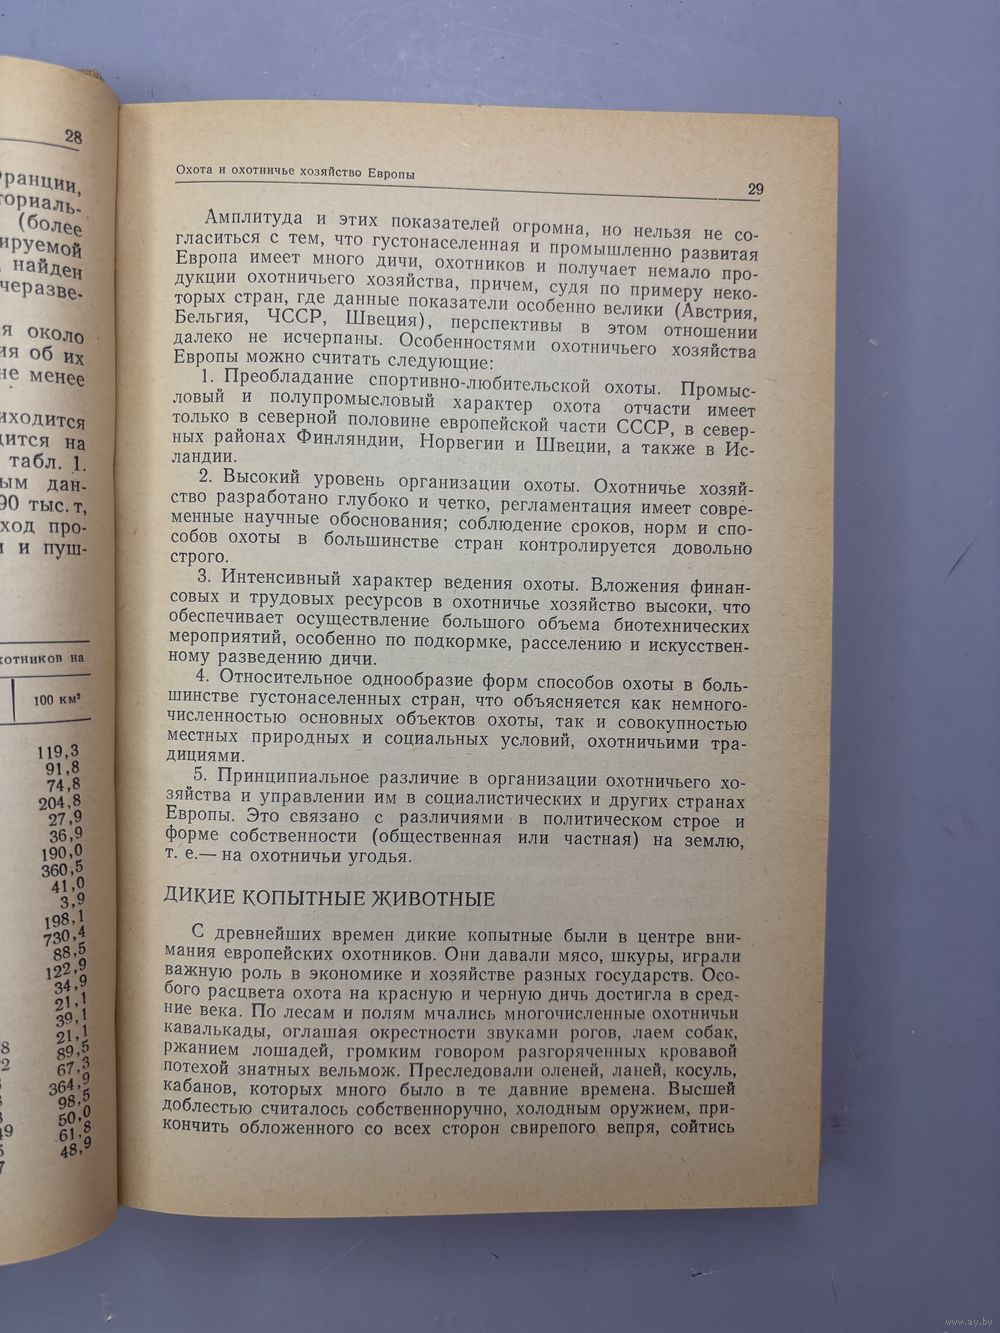 28
Франции,
(более
найден
около
ия об их
не менее
табл. 1.
90 тыс. т,
и пуш-
100 км²
119,3
91,8
74,8
204,8
27,9
36,9
190,0
360,5
41,0
3,9
198,1
730,4
88,5
122,9
34,9
21,1
39,1
21,1
89,5
67,3
364,9
98,5
50,0
61,8
48,9
Охота и охотничье хозяйство Европы
29
Амплитуда и этих показателей огромна, но нельзя не со-
гласиться с тем, что густонаселенная и промышленно развитая
Европа имеет много дичи, охотников и получает немало про-
дукции охотничьего хозяйства, причем, судя по примеру неко-
торых стран, где данные показатели особенно велики (Австрия,
Бельгия, ЧССР, Швеция), перспективы в этом отношении
далеко не исчерпаны. Особенностями охотничьего хозяйства
Европы можно считать следующие:
1. Преобладание спортивно-любительской охоты. Промыс-
ловый и полупромысловый характер охота отчасти имеет
только в северной половине европейской части СССР, в север-
ных районах Финляндии, Норвегии и Швеции, а также в Ис-
ландии.
2. Высокий уровень организации охоты. Охотничье хозяй-
ство разработано глубоко и четко, регламентация имеет совре-
менные научные обоснования; соблюдение сроков, норм и спо-
собов охоты в большинстве стран контролируется довольно
строго.
3. Интенсивный характер ведения охоты. Вложения финан-
совых и трудовых ресурсов в охотничье хозяйство высоки, что
обеспечивает осуществление большого объема биотехнических
мероприятий, особенно по подкормке, расселению и искусствен-
ному разведению дичи.
4. Относительное однообразие форм способов охоты в боль-
шинстве густонаселенных стран, что объясняется как немного-
численностью основных объектов охоты, так и совокупностью
местных природных и социальных условий, охотничьими тра-
дициями.
5. Принципиальное различие в организации охотничьего хо-
зяйства и управлении им в социалистических и других странах
Европы. Это связано с различиями в политическом строе и
форме собственности (общественная или частная) на землю,
т. е.— на охотничьи угодья.
ДИКИЕ КОПЫТНЫЕ ЖИВОТНЫЕ
С древнейших времен дикие копытные были в центре вни-
мания европейских охотников. Они давали мясо, шкуры, играли
важную роль в экономике и хозяйстве разных государств. Осо-
бого расцвета охота на красную и черную дичь достигла в сред-
ние века. По лесам и полям мчались многочисленные охотничьи
кавалькады, оглашая окрестности звуками рогов, лаем собак,
ржанием лошадей, громким говором разгоряченных кровавой
потехой знатных вельмож. Преследовали оленей, ланей, косуль,
кабанов, которых много было в те давние времена. Высшей
доблестью считалось собственноручно, холодным оружием, при-
кончить обложенного со всех сторон свирепого вепря, сойтись
www.ay.by